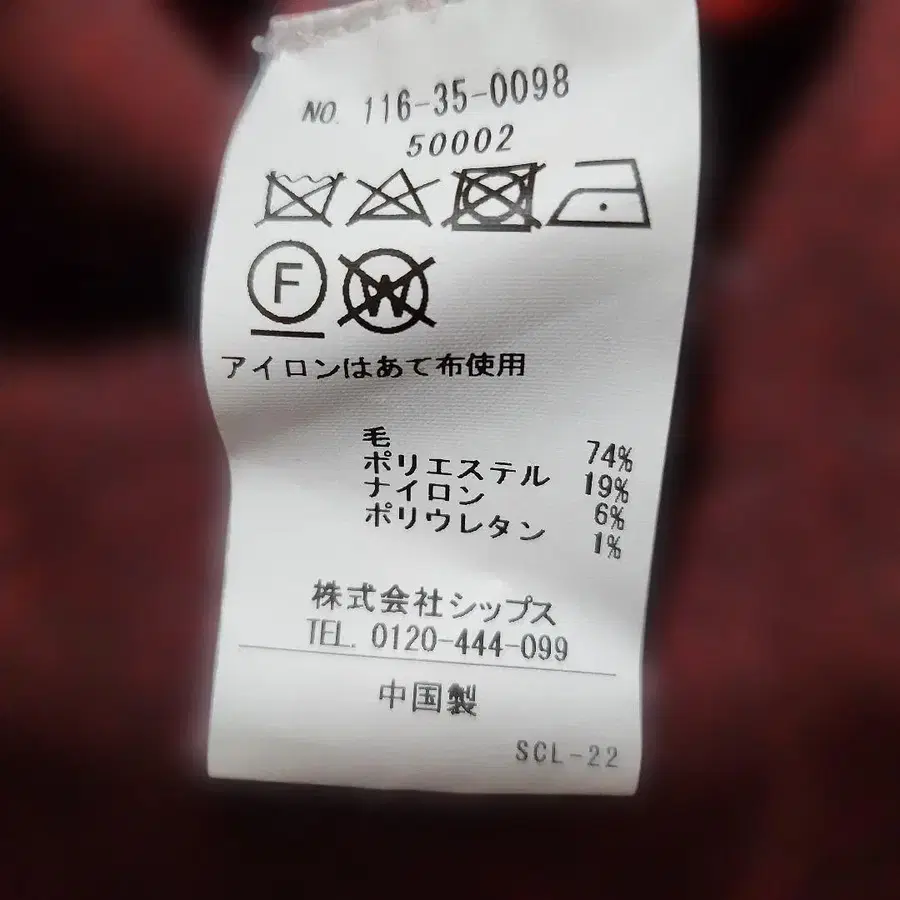 NO. 116-35-0098
50002
F W
アイロンはあて布使用
毛 74%
ポリエステル 19%
ナイロン 6%
ポリウレタン 1%
株式会社シップス
TEL. 0120-444-099
中国製
SCL-22